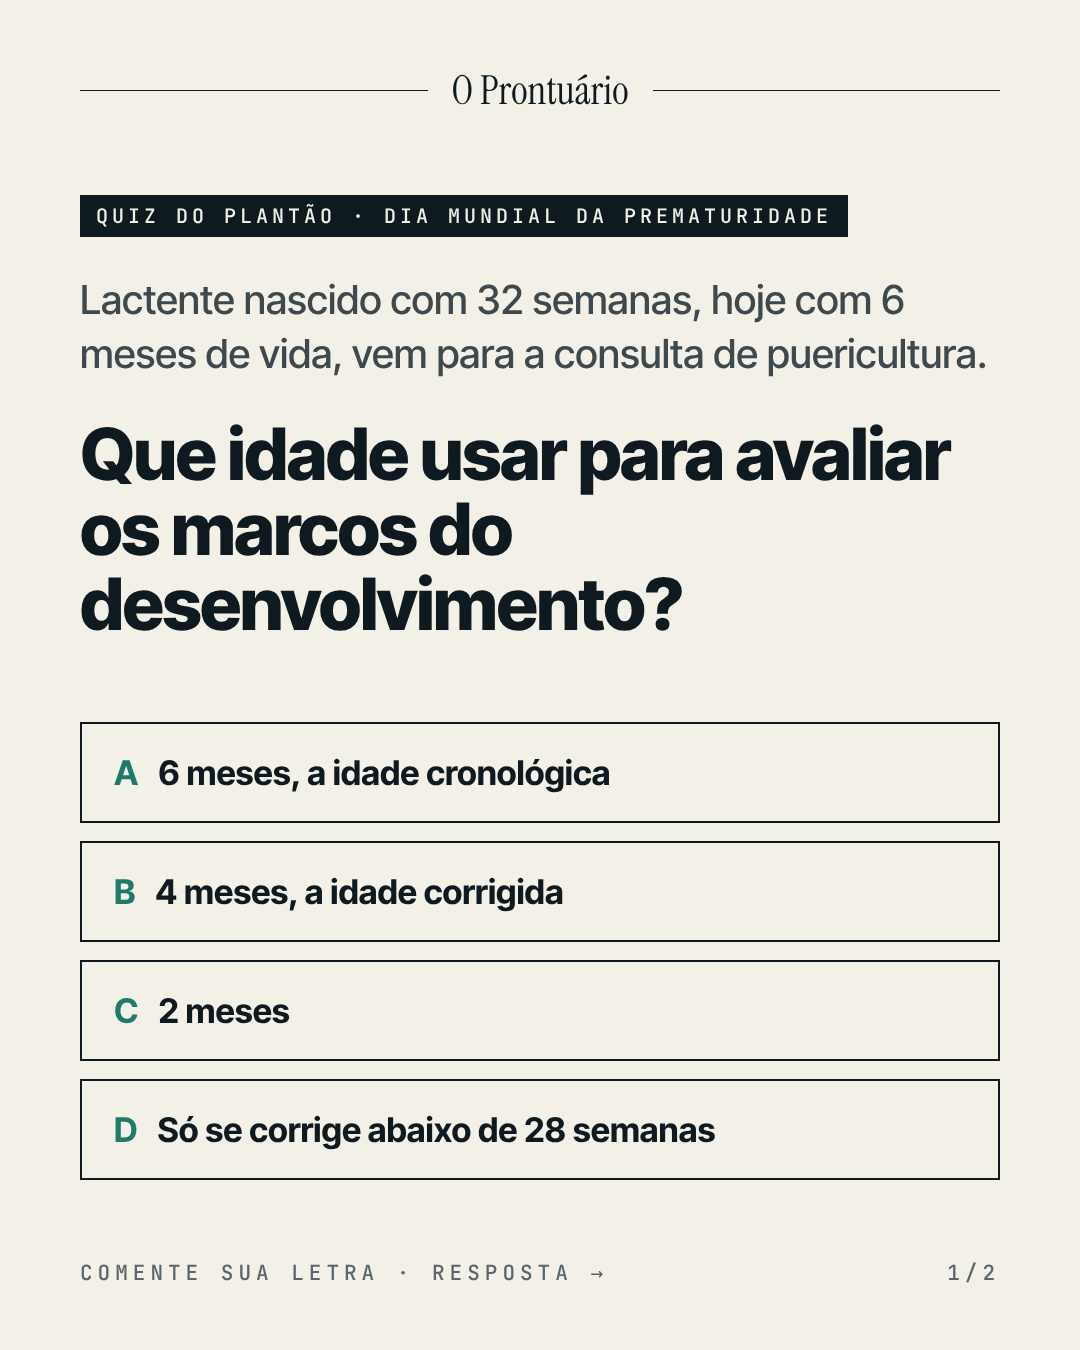 O Prontuário
QUIZ DO PLANTÃO · DIA MUNDIAL DA PREMATURIDADE
Lactente nascido com 32 semanas, hoje com 6
meses de vida, vem para a consulta de puericultura.
Que idade usar para avaliar
os marcos do
desenvolvimento?
A 6 meses, a idade cronológica
B 4 meses, a idade corrigida
C 2 meses
D Só se corrige abaixo de 28 semanas
COMENTE SUA LETRA · RESPOSTA → 1/2